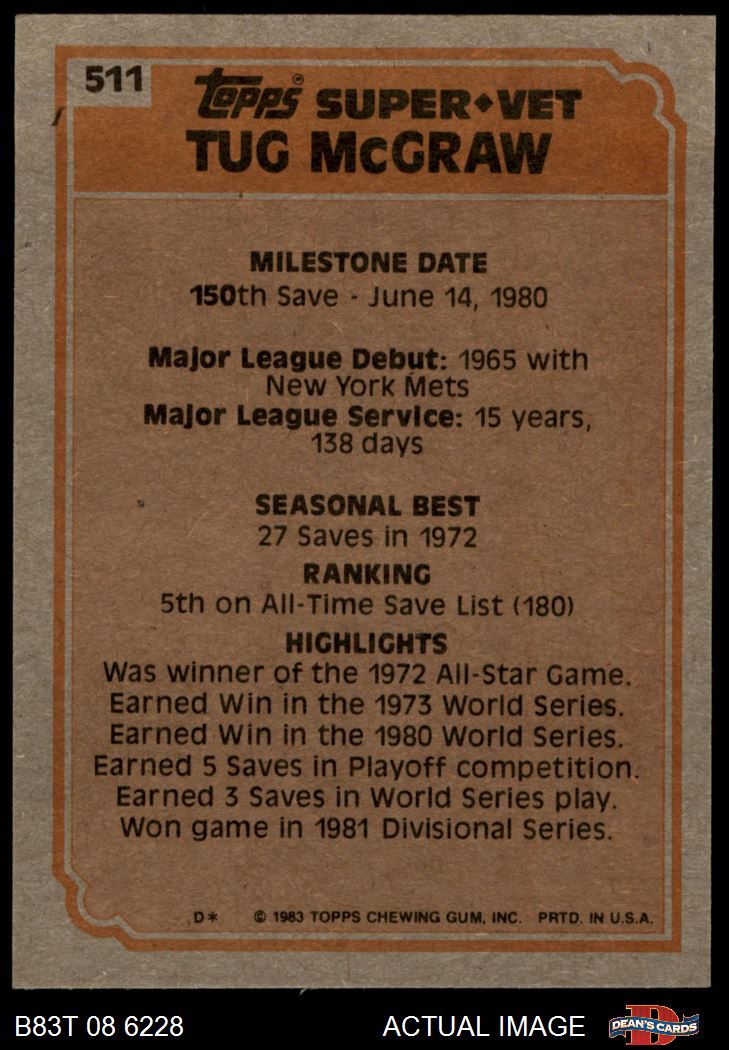 511
Topps® SUPER◆VET
TUG McGRAW
MILESTONE DATE
150th Save - June 14, 1980
Major League Debut: 1965 with
New York Mets
Major League Service: 15 years,
138 days
SEASONAL BEST
27 Saves in 1972
RANKING
5th on All-Time Save List (180)
HIGHLIGHTS
Was winner of the 1972 All-Star Game.
Earned Win in the 1973 World Series.
Earned Win in the 1980 World Series.
Earned 5 Saves in Playoff competition.
Earned 3 Saves in World Series play.
Won game in 1981 Divisional Series.
D* © 1983 TOPPS CHEWING GUM, INC. PRTD. IN U.S.A.
B83T 08 6228 ACTUAL IMAGE DEAN'S CARDS